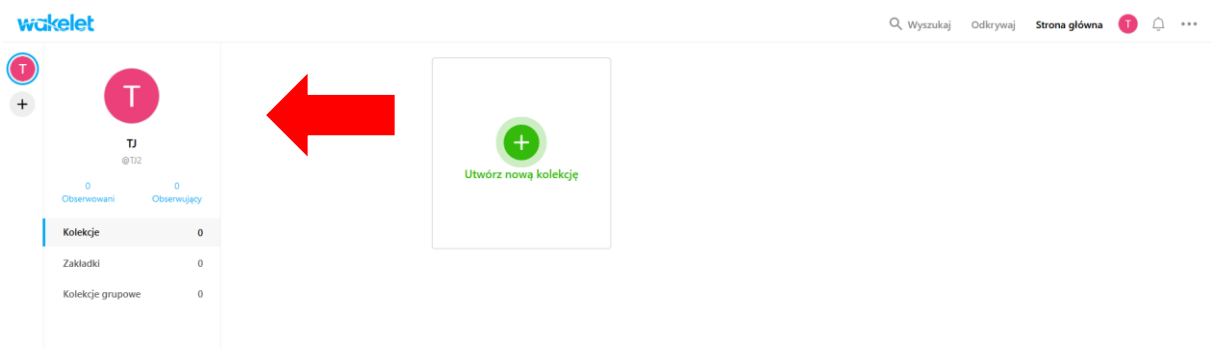 wakelet
Wyszukaj Odkrywaj Strona główna T
T
T
TJ
@TJ2
0 0
Obserwowani Obserwujący
Kolekcje 0
Zakładki 0
Kolekcje grupowe 0
Utwórz nową kolekcję